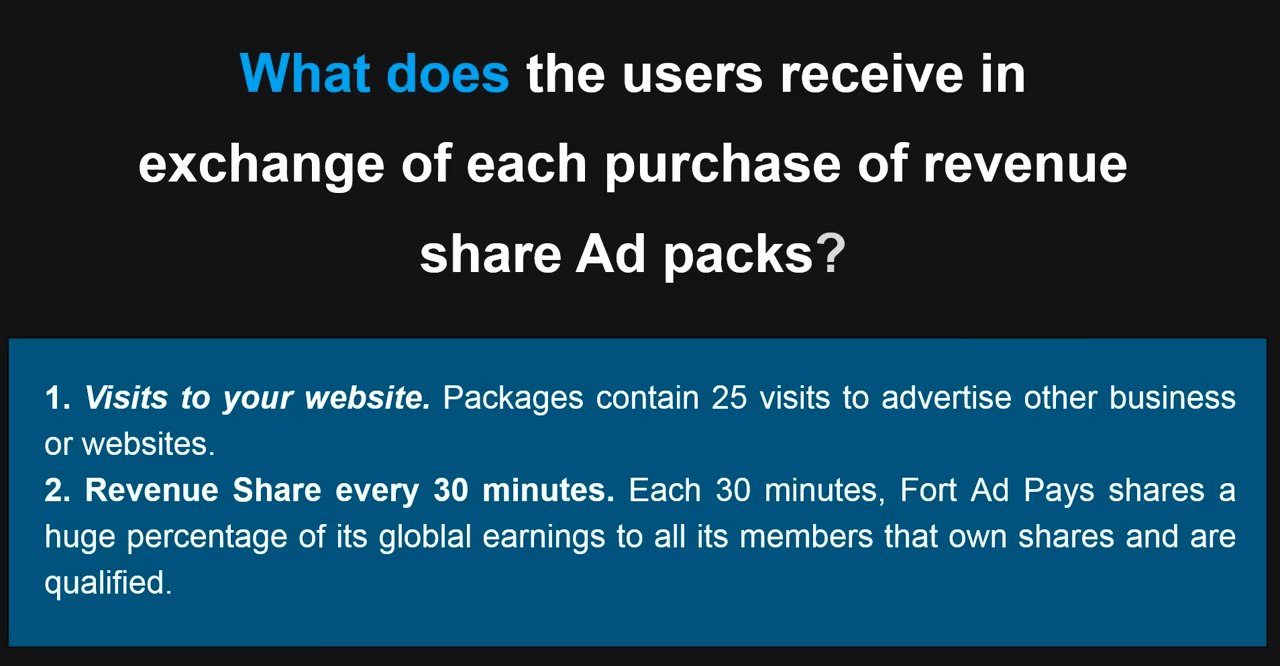 What does the users receive in
exchange of each purchase of revenue
share Ad packs?
1. Visits to your website. Packages contain 25 visits to advertise other business
or websites.
2. Revenue Share every 30 minutes. Each 30 minutes, Fort Ad Pays shares a
huge percentage of its globlal earnings to all its members that own shares and are
qualified.